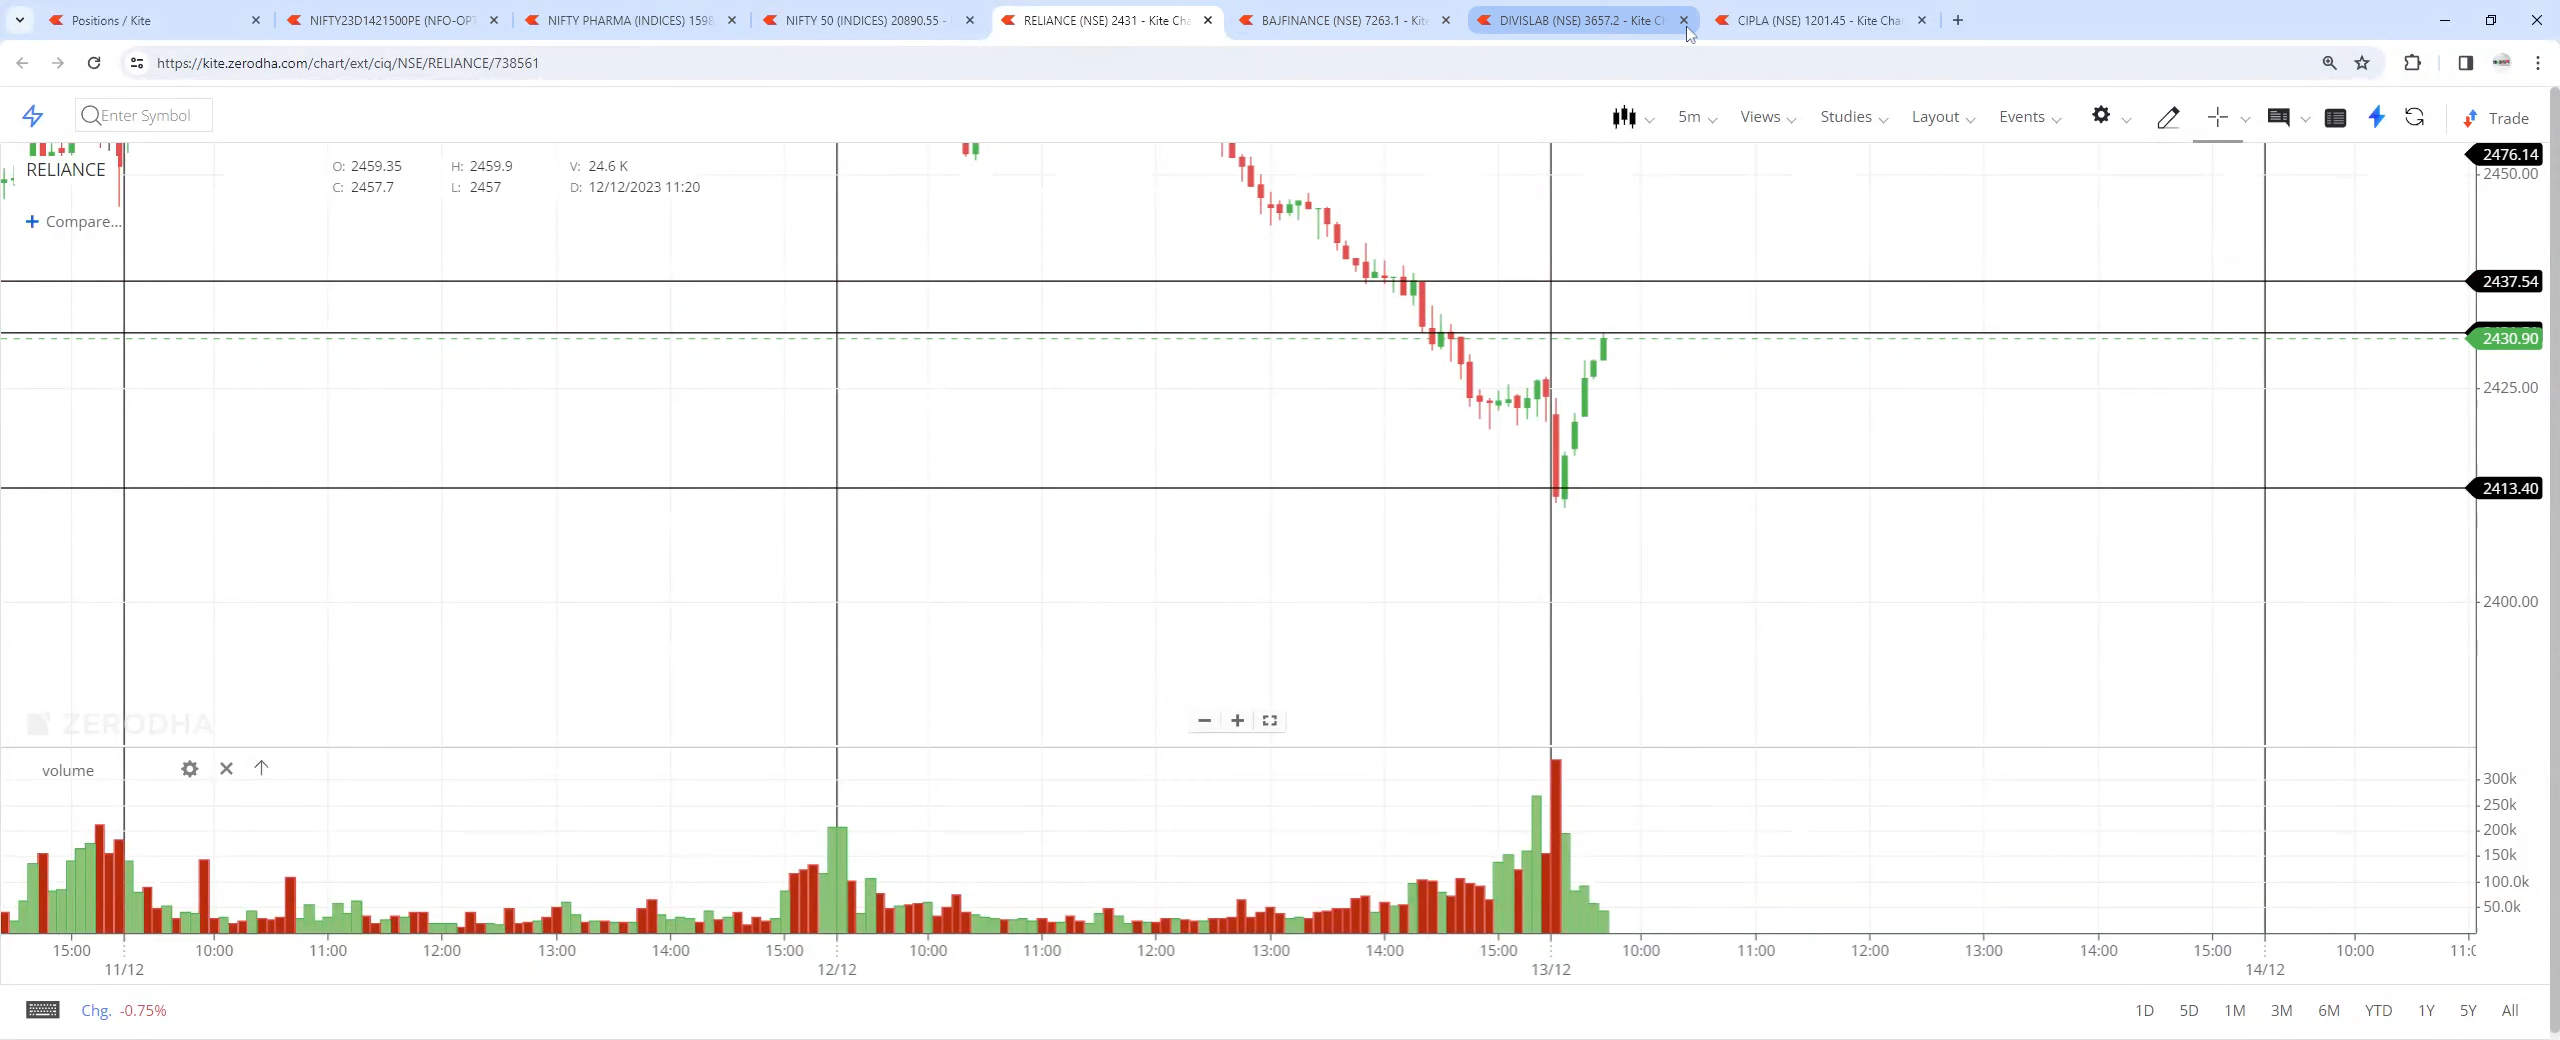 Positions / Kite
NIFTY23D1421500PE (NFO-OPT
NIFTY PHARMA (INDICES) 1598
NIFTY 50 (INDICES) 20890.55 -
RELIANCE (NSE) 2431 - Kite Cha
BAJFINANCE (NSE) 7263.1 - Kit
DIVISLAB (NSE) 3657.2 - Kite C
CIPLA (NSE) 1201.45 - Kite Cha
https://kite.zerodha.com/chart/ext/ciq/NSE/RELIANCE/738561
Enter Symbol
5m
Views
Studies
Layout
Events
Trade
RELIANCE
O: 2459.35 H: 2459.9 V: 24.6 K
C: 2457.7 L: 2457 D: 12/12/2023 11:20
+ Compare...
2476.14
2450.00
2437.54
2430.90
2425.00
2413.40
2400.00
ZERODHA
volume
300k
250k
200k
150k
100.0k
50.0k
15:00 10:00 11:00 12:00 13:00 14:00 15:00 10:00 11:00 12:00 13:00 14:00 15:00 10:00 11:00 12:00 13:00 14:00 15:00 10:00 11:0
11/12 12/12 13/12 14/12
Chg. -0.75%
1D 5D 1M 3M 6M YTD 1Y 5Y All